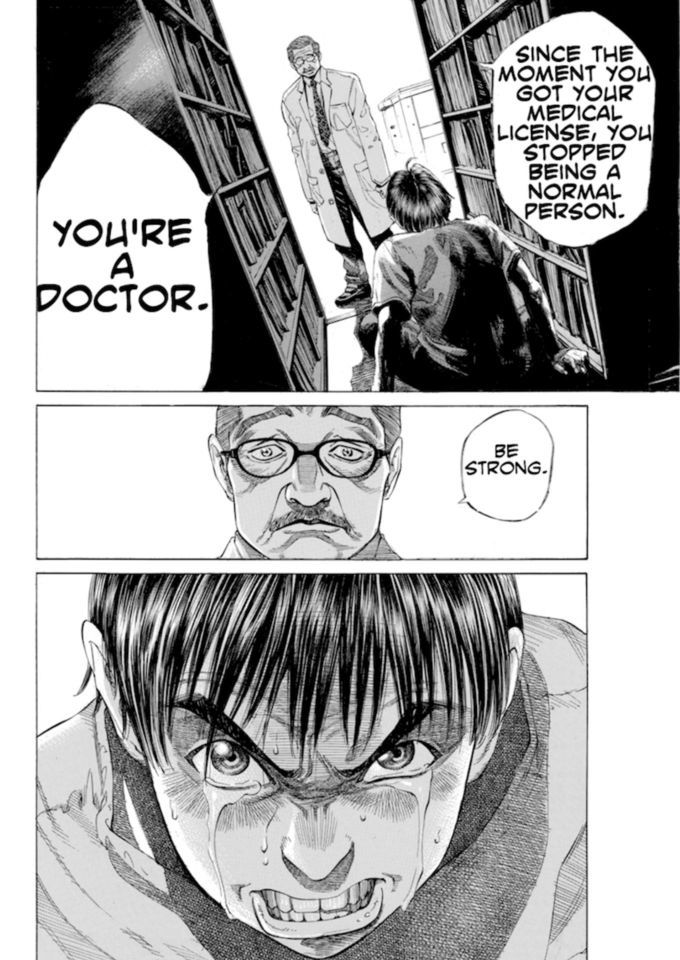 SINCE THE
MOMENT YOU
GOT YOUR
MEDICAL
LICENSE, YOU
STOPPED
BEING A
NORMAL
PERSON.
YOU'RE
A
DOCTOR.
BE
STRONG.